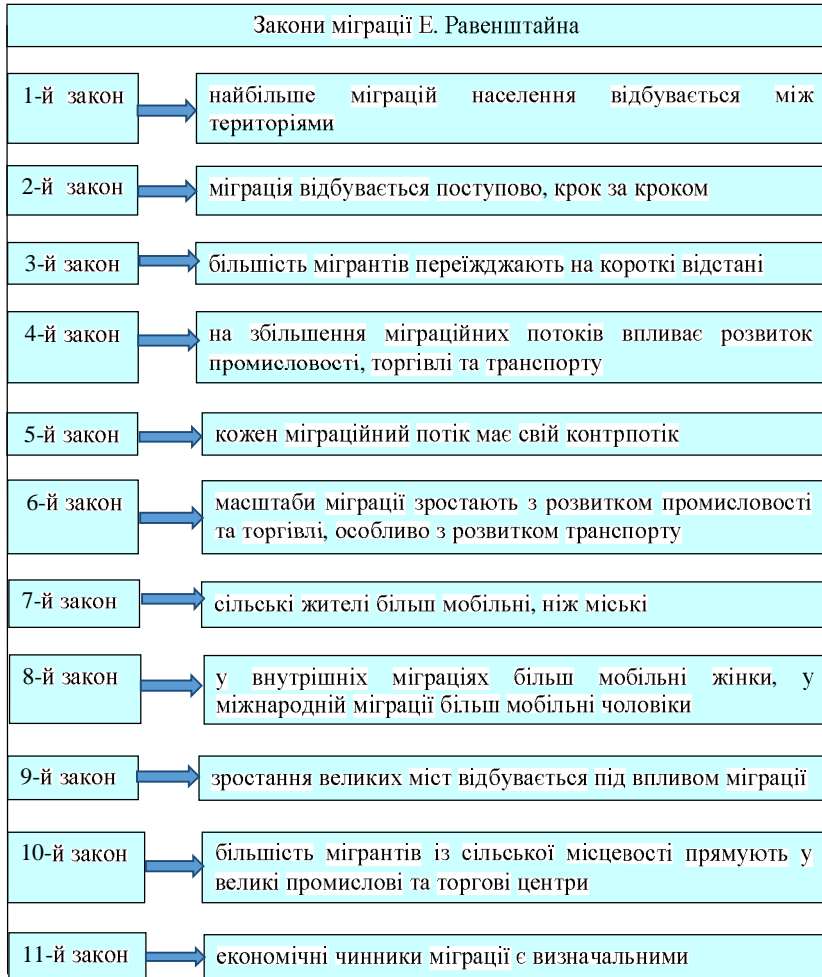 Закони міграції Е. Равенштайна
1-й закон
найбільше міграцій населення відбувається між
територіями
2-й закон
міграція відбувається поступово, крок за кроком
3-й закон
більшість мігрантів переїжджають на короткі відстані
4-й закон
на збільшення міграційних потоків впливає розвиток
промисловості, торгівлі та транспорту
5-й закон
кожен міграційний потік має свій контрпотік
6-й закон
масштаби міграції зростають з розвитком промисловості
та торгівлі, особливо з розвитком транспорту
7-й закон
сільські жителі більш мобільні, ніж міські
8-й закон
у внутрішніх міграціях більш мобільні жінки, у
міжнародній міграції більш мобільні чоловіки
9-й закон
зростання великих міст відбувається під впливом міграції
10-й закон
більшість мігрантів із сільської місцевості прямують у
великі промислові та торгові центри
11-й закон
економічні чинники міграції є визначальними